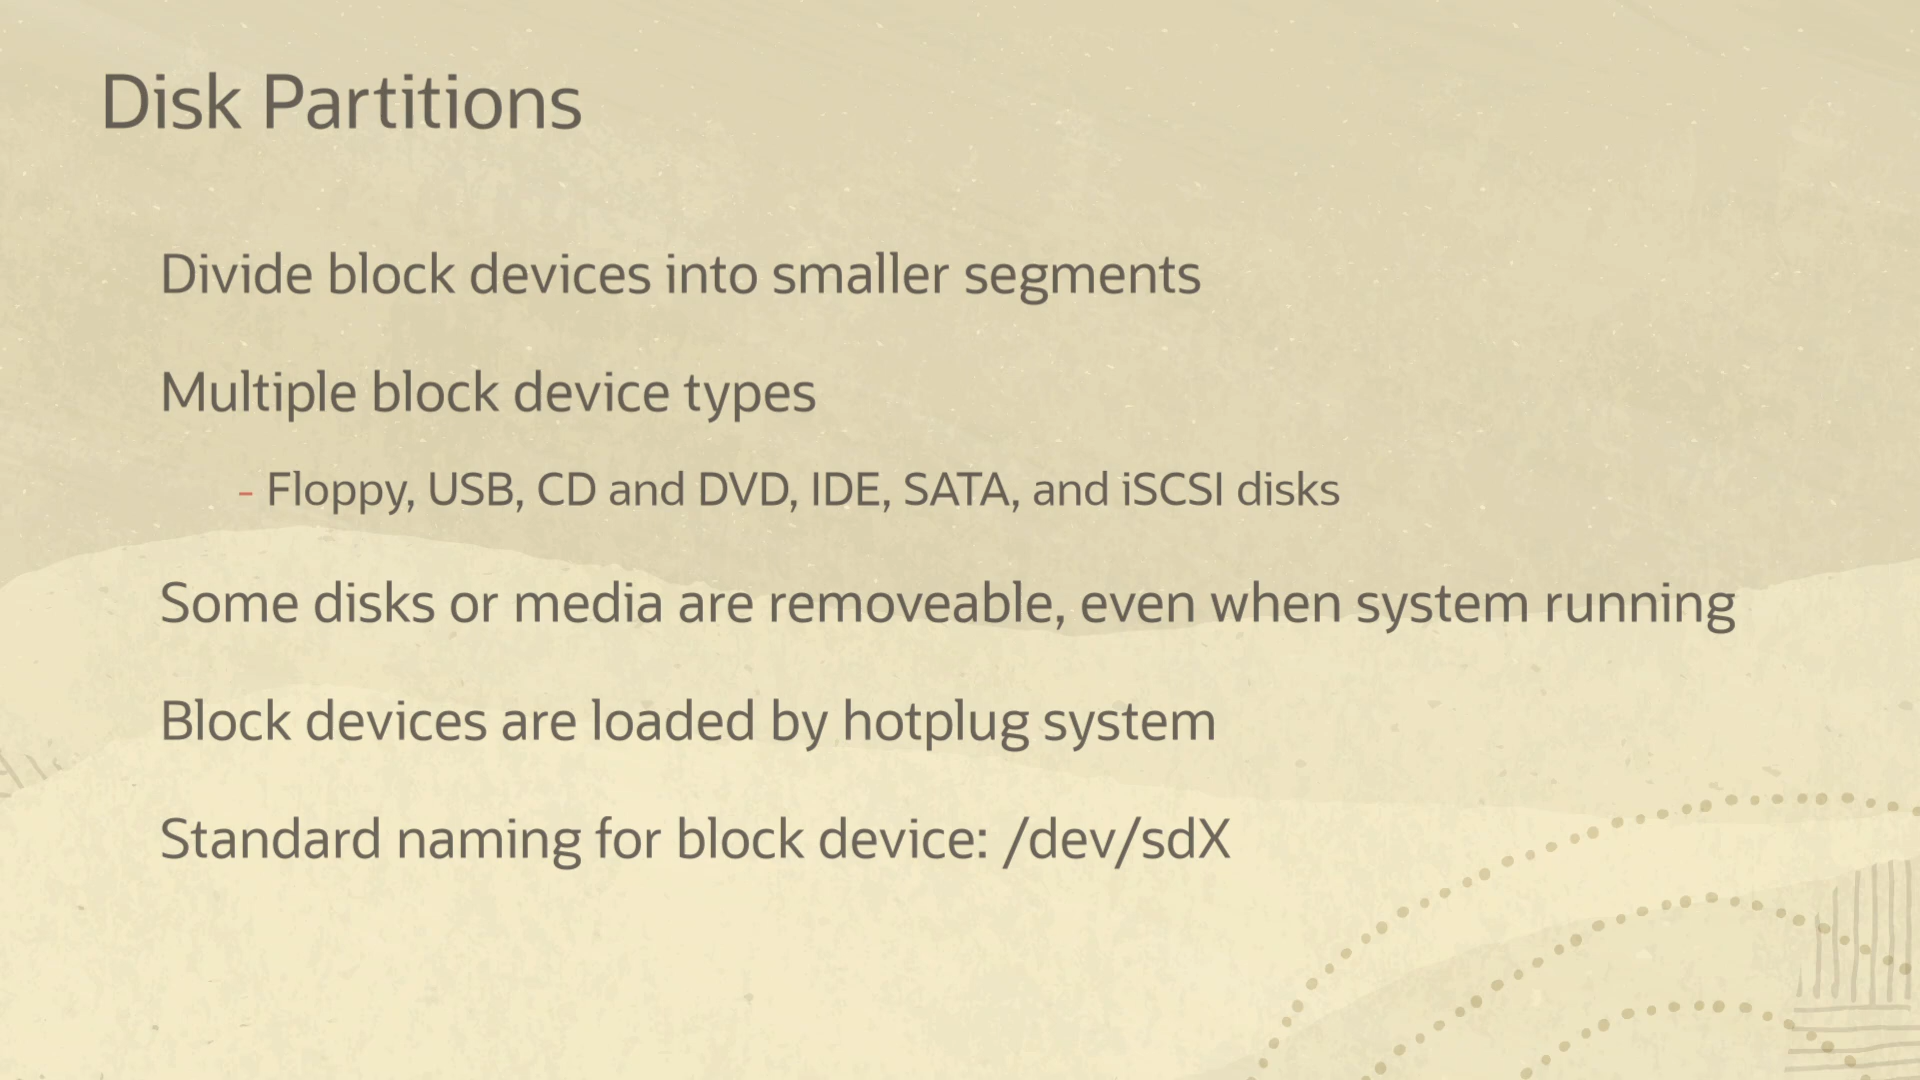 Disk Partitions
Divide block devices into smaller segments
Multiple block device types
- Floppy, USB, CD and DVD, IDE, SATA, and iSCSI disks
Some disks or media are removeable, even when system running
Block devices are loaded by hotplug system
Standard naming for block device: /dev/sdX